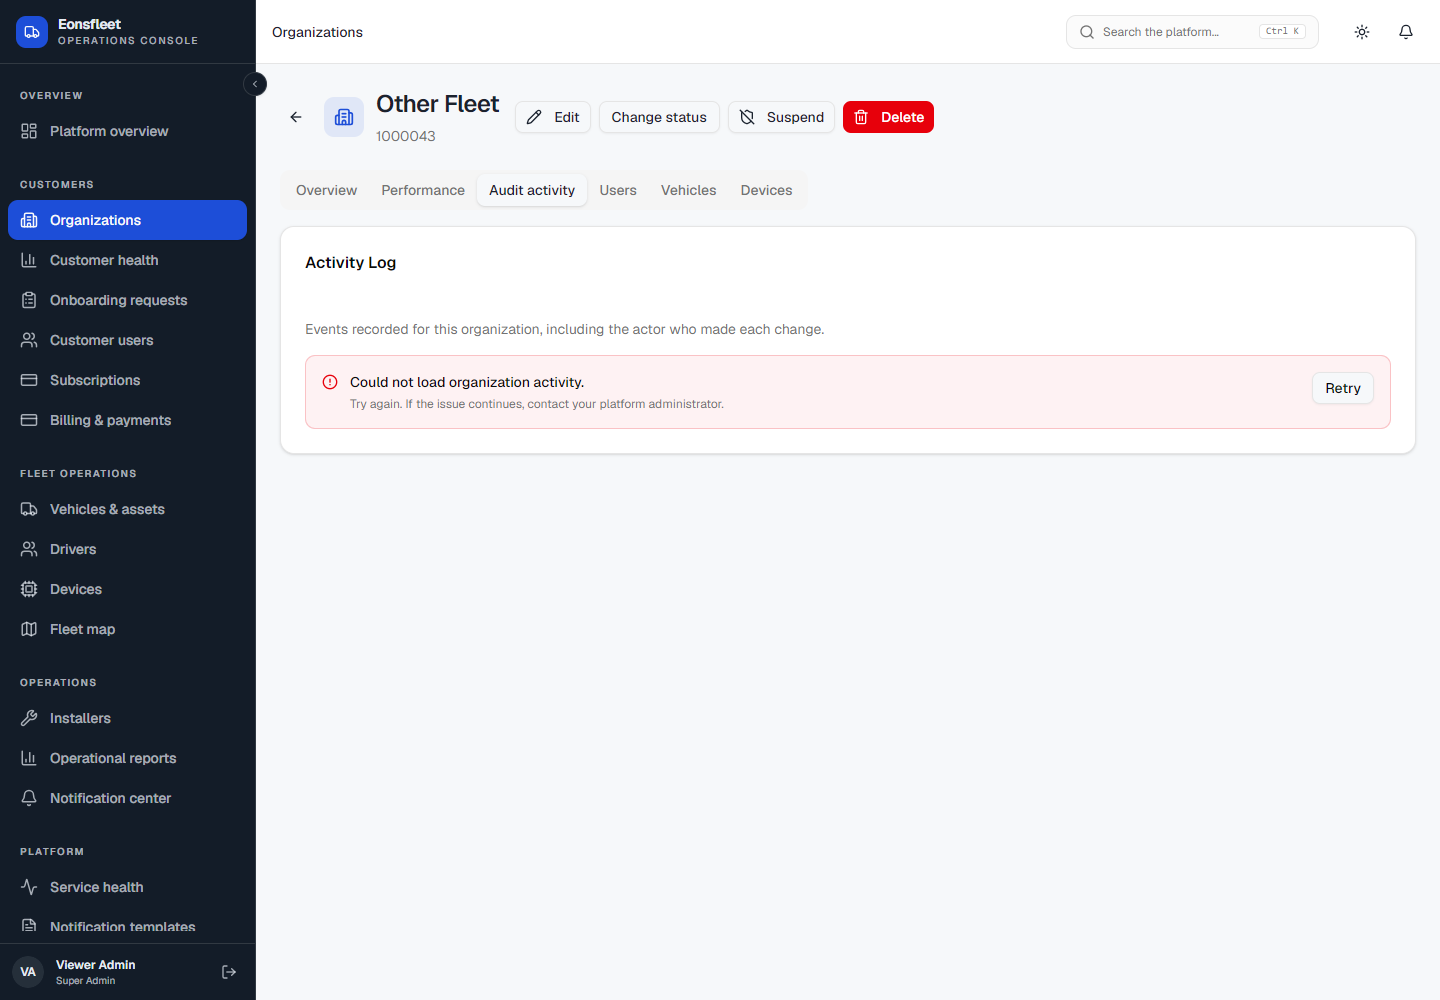 Eonsfleet
OPERATIONS CONSOLE
OVERVIEW
Platform overview
CUSTOMERS
Organizations
Customer health
Onboarding requests
Customer users
Subscriptions
Billing & payments
FLEET OPERATIONS
Vehicles & assets
Drivers
Devices
Fleet map
OPERATIONS
Installers
Operational reports
Notification center
PLATFORM
Service health
Notification templates
VA
Viewer Admin
Super Admin
Organizations
Search the platform...
Ctrl K
Other Fleet
1000043
Edit
Change status
Suspend
Delete
Overview
Performance
Audit activity
Users
Vehicles
Devices
Activity Log
Events recorded for this organization, including the actor who made each change.
Could not load organization activity.
Try again. If the issue continues, contact your platform administrator.
Retry